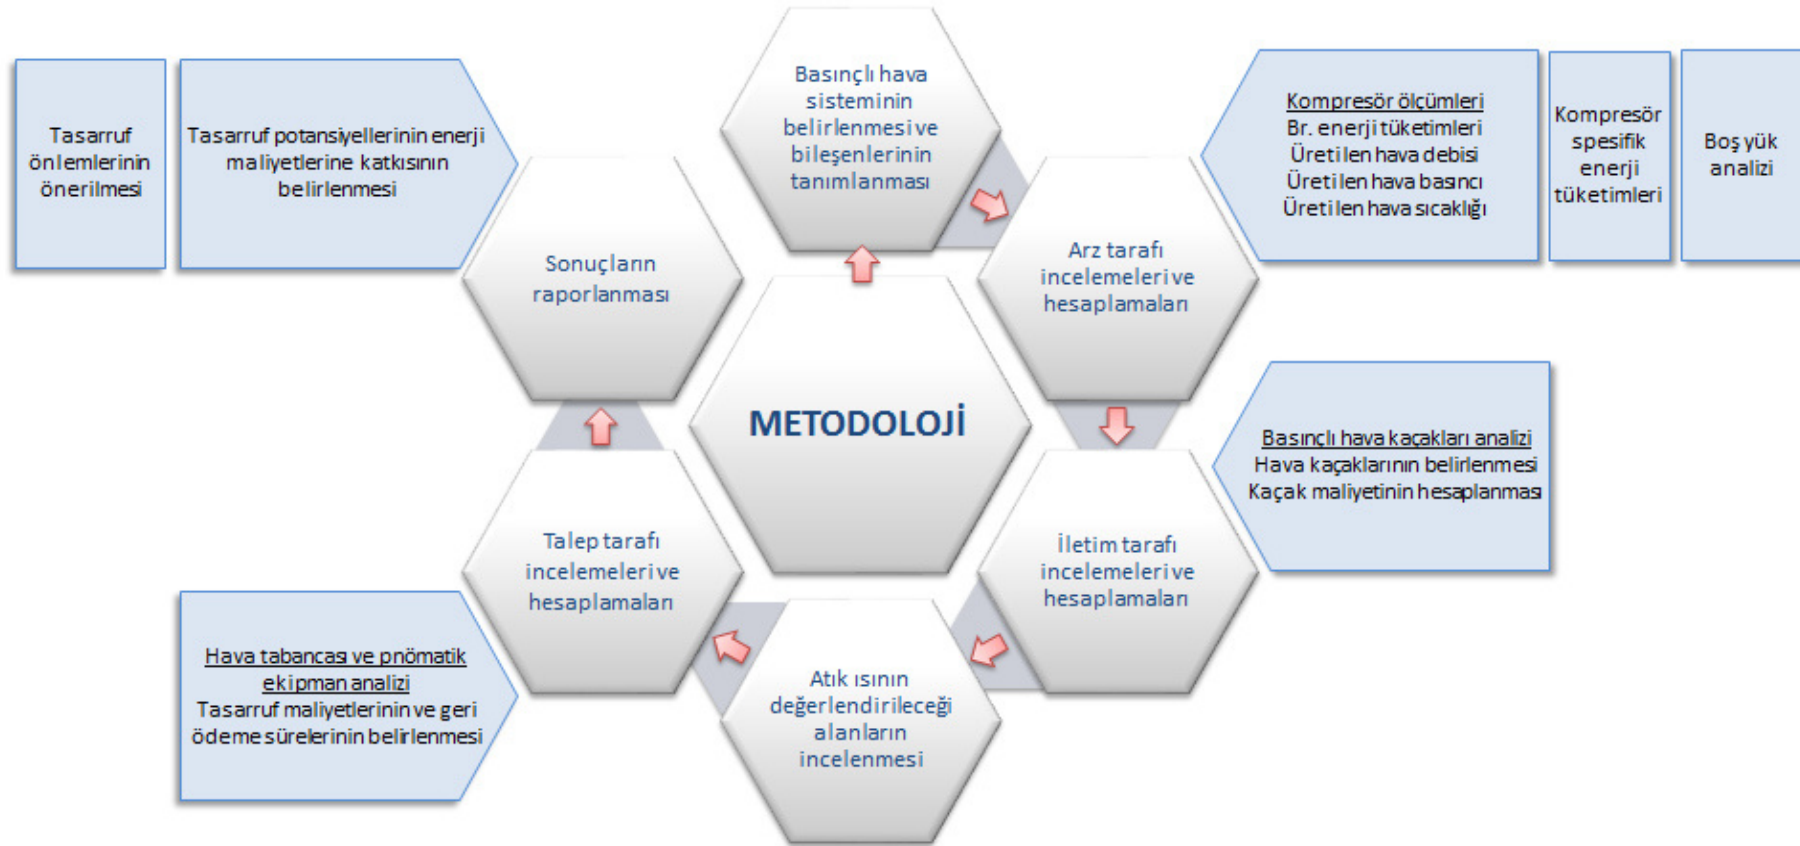 Tasarruf
önlemlerinin
önerilmesi
Tasarruf potansiyellerinin enerji
maliyetlerine katkısının
belirlenmesi
Basınçlı hava
sisteminin
belirlenmesi ve
bileşenlerinin
tanımlanması
Kompresör ölçümleri
Br. enerji tüketimleri
Üretilen hava debisi
Üretilen hava basıncı
Üretilen hava sıcaklığı
Kompresör
spesifik
enerji
tüketimleri
Boş yük
analizi
Sonuçların
raporlanması
Arz tarafı
incelemeleri ve
hesaplamaları
METODOLOJİ
Basınçlı hava kaçakları analizi
Hava kaçaklarının belirlenmesi
Kaçak maliyetinin hesaplanması
Talep tarafı
incelemeleri ve
hesaplamaları
İletim tarafı
incelemeleri ve
hesaplamaları
Hava tabancası ve pnömatik
ekipman analizi
Tasarruf maliyetlerinin ve geri
ödeme sürelerinin belirlenmesi
Atık ısının
değerlendirileceği
alanların
incelenmesi